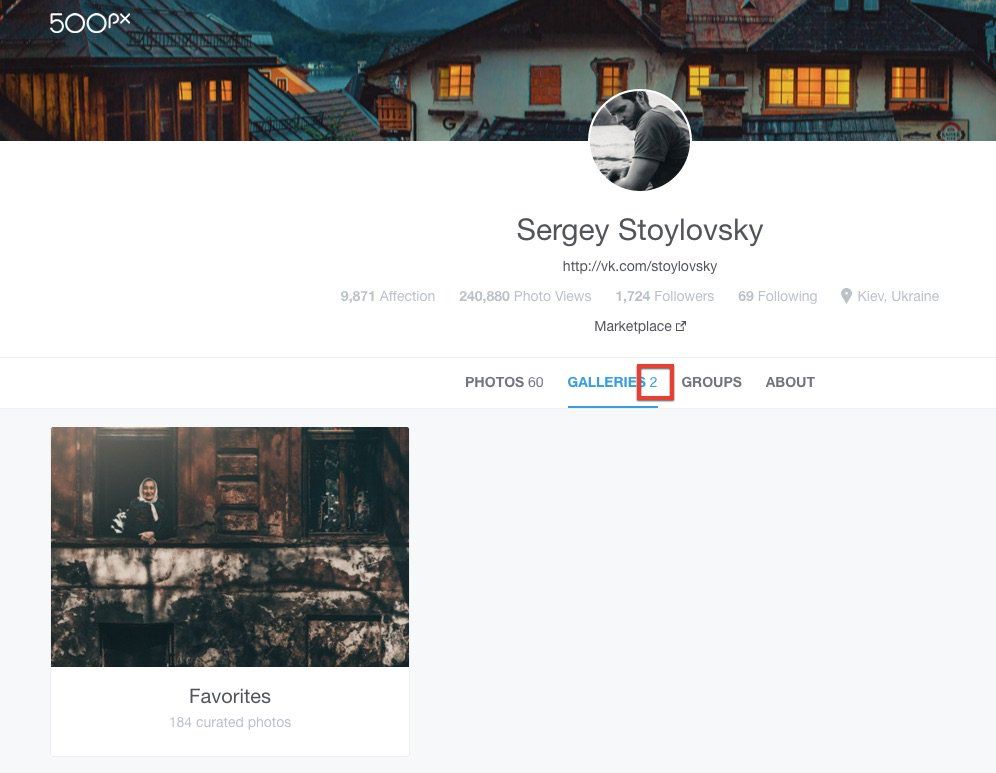 500px
GA
Sergey Stoylovsky
http://vk.com/stoylovsky
9,871 Affection 240,880 Photo Views 1,724 Followers 69 Following Kiev, Ukraine
Marketplace
PHOTOS 60 GALLERIES 2 GROUPS ABOUT
Favorites
184 curated photos